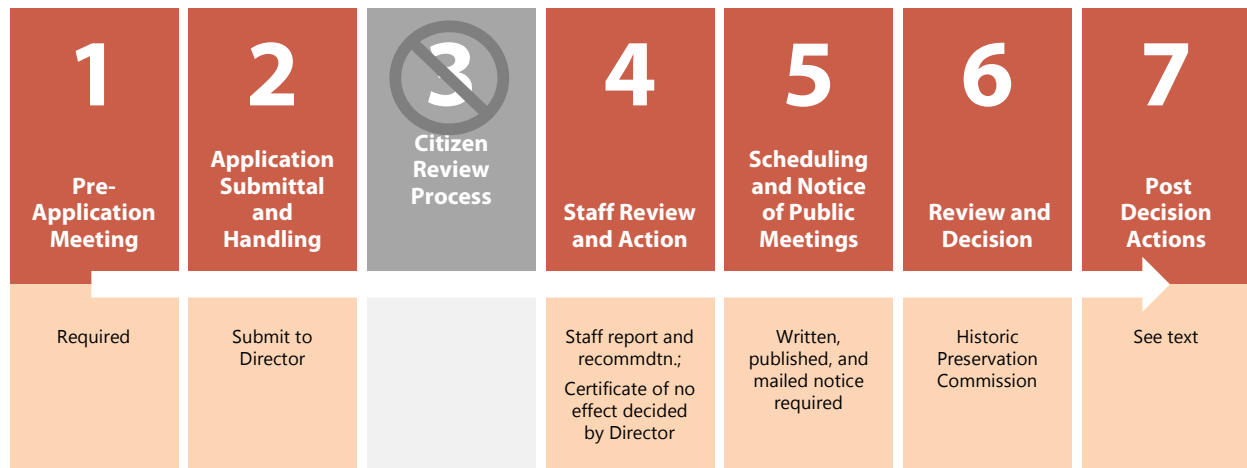 1
Pre-
Application
Meeting
Required
2
Application
Submittal
and
Handling
Submit to
Director
3
Citizen
Review
Process
4
Staff Review
and Action
Staff report and
recommdtn.;
Certificate of no
effect decided
by Director
5
Scheduling
and Notice
of Public
Meetings
Written,
published, and
mailed notice
required
6
Review and
Decision
Historic
Preservation
Commission
7
Post
Decision
Actions
See text